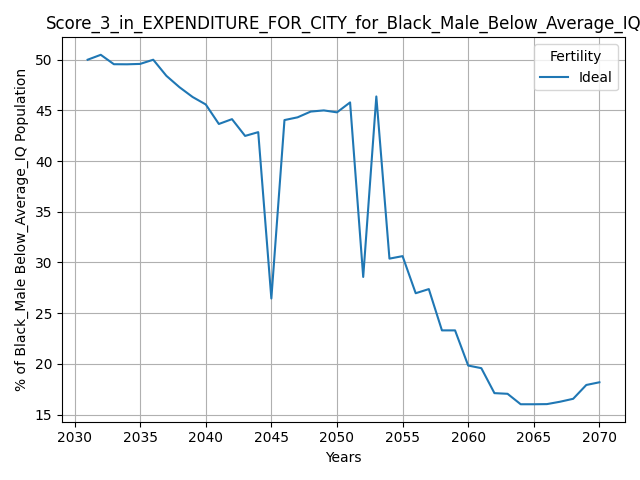 Score_3_in_EXPENDITURE_FOR_CITY_for_Black_Male_Below_Average_IQ
Fertility
Ideal
% of Black_Male Below_Average_IQ Population
50
45
40
35
30
25
20
15
2030 2035 2040 2045 2050 2055 2060 2065 2070
Years